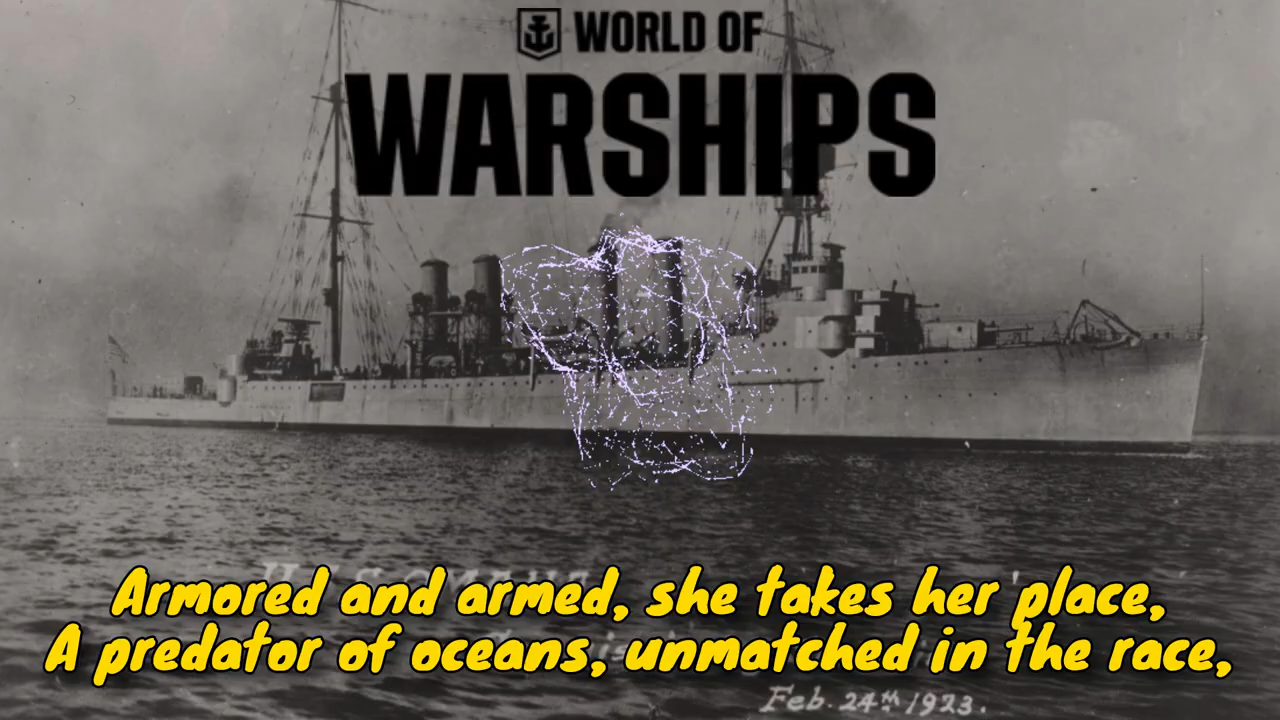 WORLD OF
WARSHIPS
Armored and armed, she takes her place,
A predator of oceans, unmatched in the race,
Feb. 24th 1923.